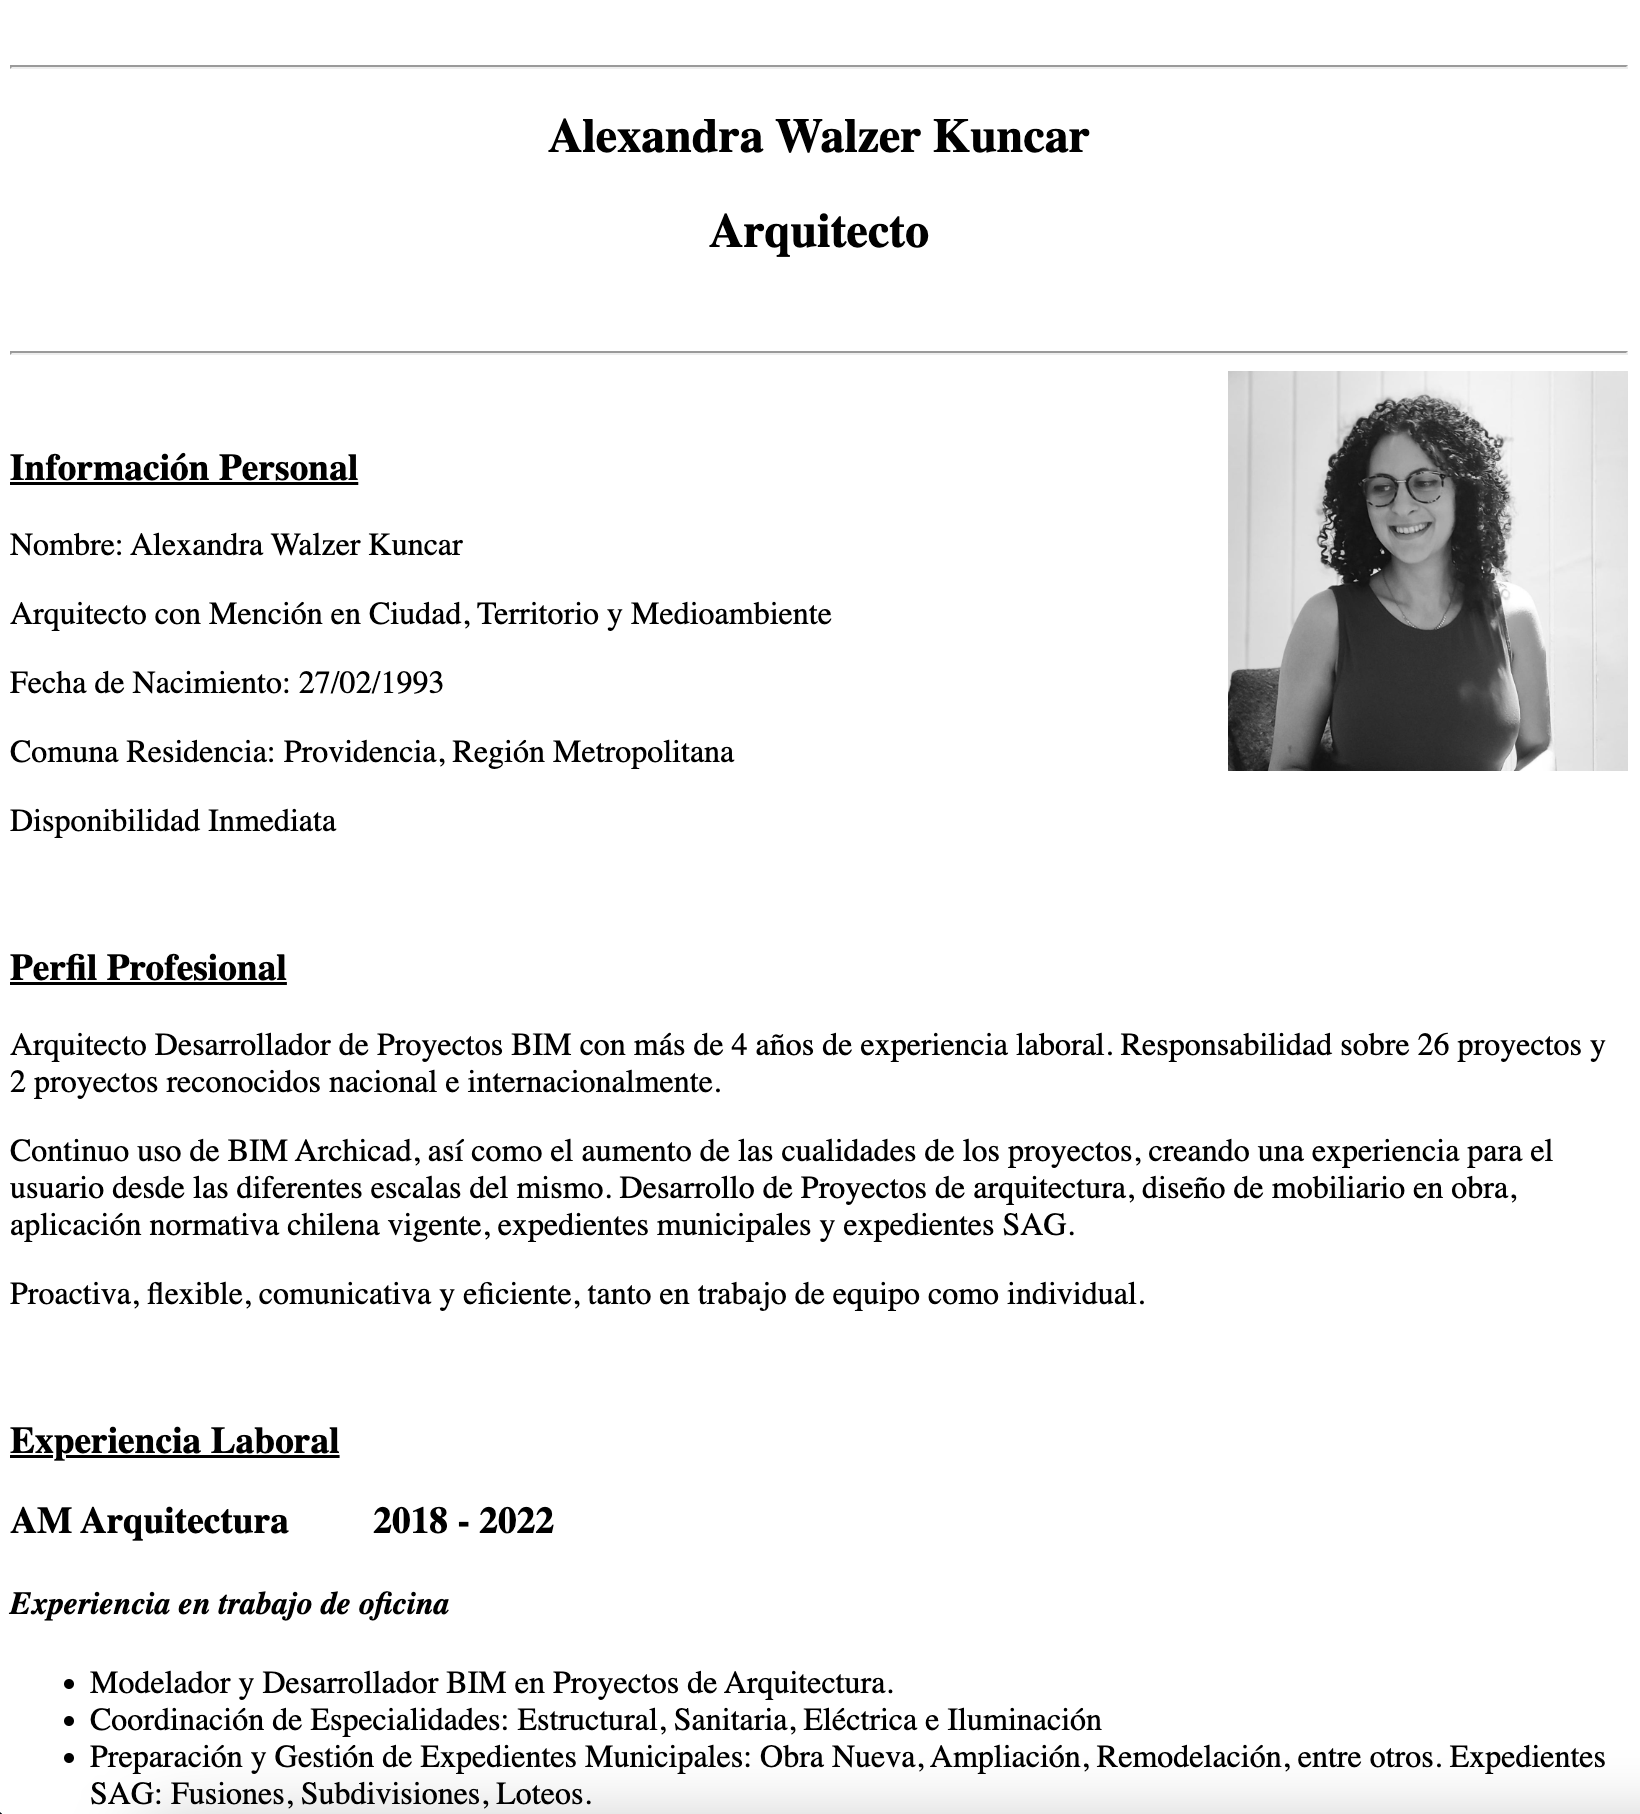 Alexandra Walzer Kuncar
Arquitecto
Información Personal
Nombre: Alexandra Walzer Kuncar
Arquitecto con Mención en Ciudad, Territorio y Medioambiente
Fecha de Nacimiento: 27/02/1993
Comuna Residencia: Providencia, Región Metropolitana
Disponibilidad Inmediata
Perfil Profesional
Arquitecto Desarrollador de Proyectos BIM con más de 4 años de experiencia laboral. Responsabilidad sobre 26 proyectos y
2 proyectos reconocidos nacional e internacionalmente.
Continuo uso de BIM Archicad, así como el aumento de las cualidades de los proyectos, creando una experiencia para el
usuario desde las diferentes escalas del mismo. Desarrollo de Proyectos de arquitectura, diseño de mobiliario en obra,
aplicación normativa chilena vigente, expedientes municipales y expedientes SAG.
Proactiva, flexible, comunicativa y eficiente, tanto en trabajo de equipo como individual.
Experiencia Laboral
AM Arquitectura 2018 - 2022
Experiencia en trabajo de oficina
• Modelador y Desarrollador BIM en Proyectos de Arquitectura.
• Coordinación de Especialidades: Estructural, Sanitaria, Eléctrica e Iluminación
• Preparación y Gestión de Expedientes Municipales: Obra Nueva, Ampliación, Remodelación, entre otros. Expedientes
SAG: Fusiones, Subdivisiones, Loteos.